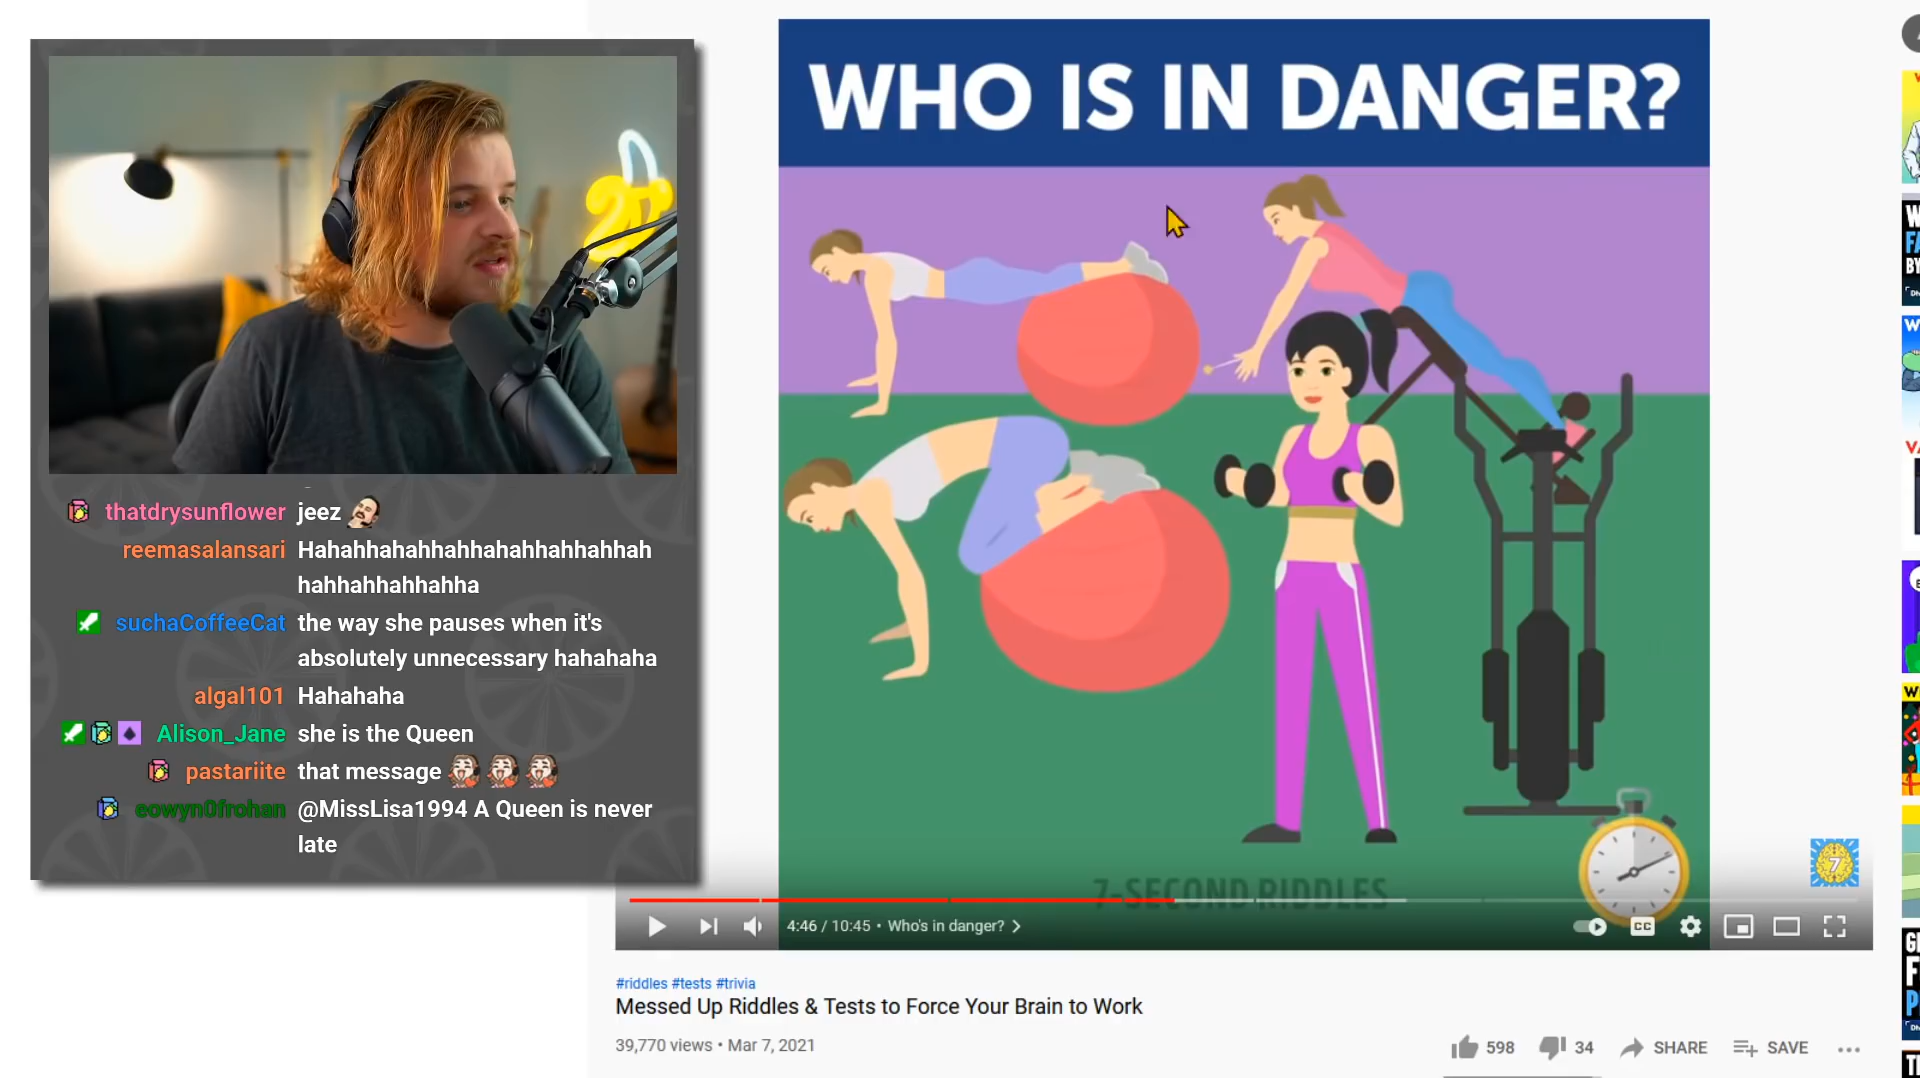 WHO IS IN DANGER?
thatdrysunflower jeez
reemasalansari Hahahhahahhahhahahhahhahhah
hahhahhahhahha
suchaCoffeeCat the way she pauses when it's
absolutely unnecessary hahahaha
algal101 Hahahaha
Alison_Jane she is the Queen
pastariite that message
eowyn0frohan @MissLisa1994 A Queen is never
late
7-SECOND RIDDLES
7
4:46 / 10:45 • Who's in danger?
CC
#riddles #tests #trivia
Messed Up Riddles & Tests to Force Your Brain to Work
39,770 views • Mar 7, 2021
598 34 SHARE SAVE